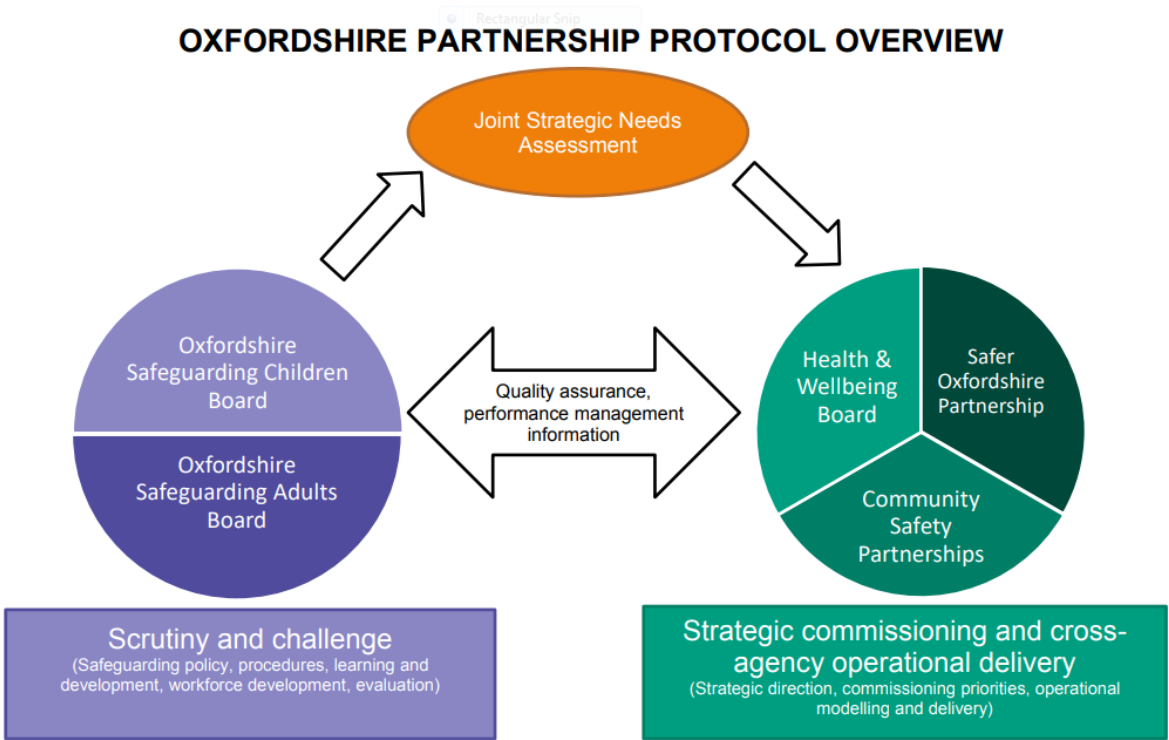 Rectangular Snip
OXFORDSHIRE PARTNERSHIP PROTOCOL OVERVIEW
Joint Strategic Needs
Assessment
Oxfordshire
Safeguarding Children
Board
Oxfordshire
Safeguarding Adults
Board
Quality assurance,
performance management
information
Health &
Wellbeing
Board
Safer
Oxfordshire
Partnership
Community
Safety
Partnerships
Scrutiny and challenge
(Safeguarding policy, procedures, learning and
development, workforce development, evaluation)
Strategic commissioning and cross-
agency operational delivery
(Strategic direction, commissioning priorities, operational
modelling and delivery)